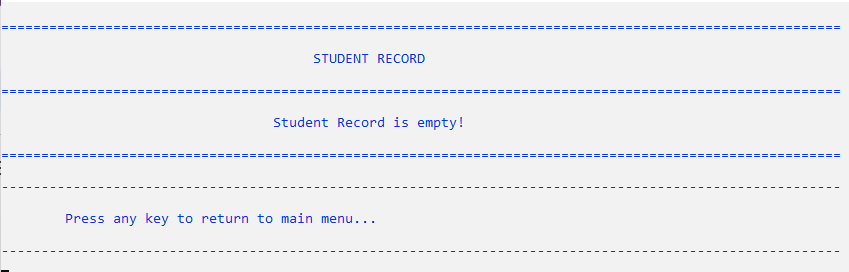 =========================================================================================================
STUDENT RECORD
=========================================================================================================
Student Record is empty!
=========================================================================================================
---------------------------------------------------------------------------------------------------------
Press any key to return to main menu...
---------------------------------------------------------------------------------------------------------